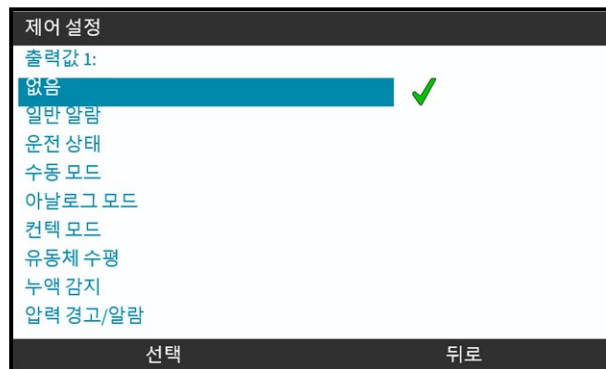 제어 설정
출력값 1:
없음
일반 알람
운전 상태
수동 모드
아날로그 모드
컨텍 모드
유동체 수평
누액 감지
압력 경고/알람
선택 뒤로